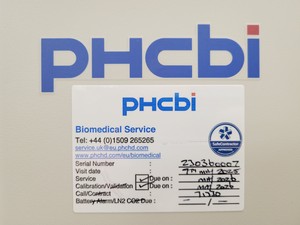 PHCbi
PHCbi
Biomedical Service
Tel: +44 (0)1509 265265
service.uk@eu.phchd.com
www.phchd.com/eu/biomedical
SafeContractor
Serial Number
Visit date
Service Due on :
Calibration/Validation Due on :
Call/Contract
Battery Alarm/LN2 CO2 Due :